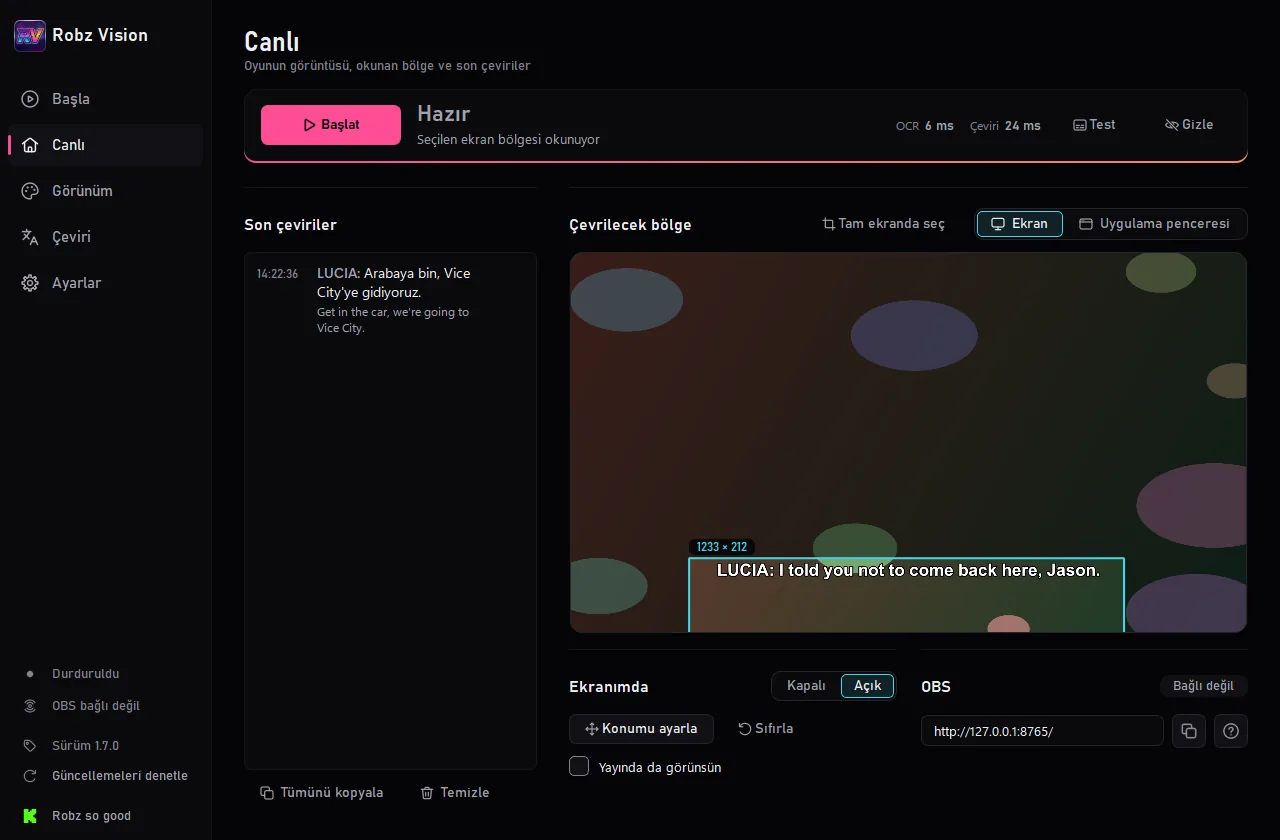 Robz Vision
Başla
Canlı
Görünüm
Çeviri
Ayarlar
Durduruldu
OBS bağlı değil
Sürüm 1.7.0
Güncellemeleri denetle
Robz so good
Canlı
Oyunun görüntüsü, okunan bölge ve son çeviriler
Başlat
Hazır
Seçilen ekran bölgesi okunuyor
OCR 6 ms
Çeviri 24 ms
Test
Gizle
Son çeviriler
14:22:36
LUCIA: Arabaya bin, Vice
City'ye gidiyoruz.
Get in the car, we're going to
Vice City.
Tümünü kopyala
Temizle
Çevrilecek bölge
Tam ekranda seç
Ekran
Uygulama penceresi
1233 × 212
LUCIA: I told you not to come back here, Jason.
Ekranımda
Kapalı
Açık
Konumu ayarla
Sıfırla
Yayında da görünsün
OBS
Bağlı değil
http://127.0.0.1:8765/